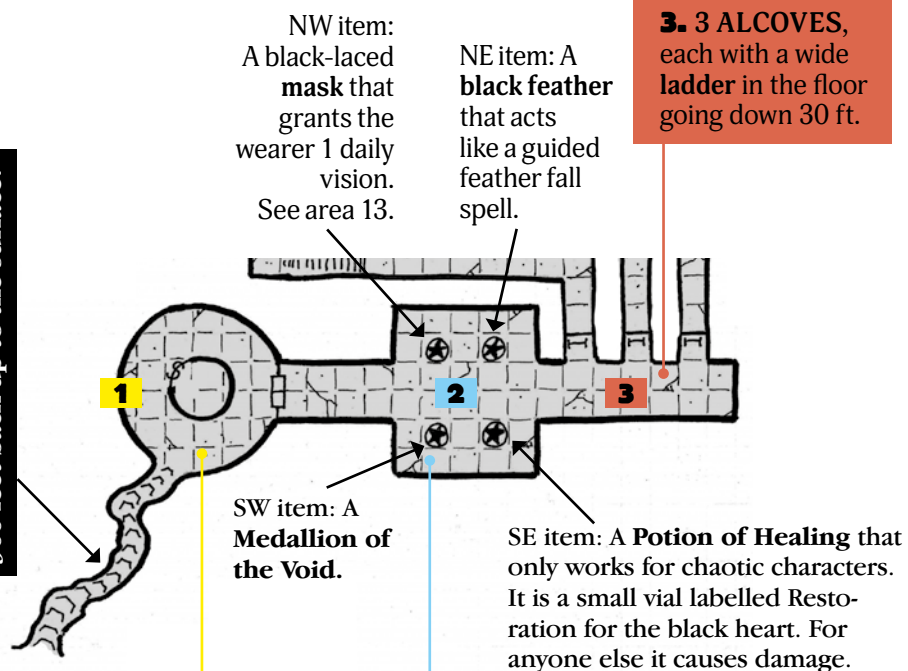 NW item:
A black-laced
mask that
grants the
wearer 1 daily
vision.
See area 13.
NE item: A
black feather
that acts
like a guided
feather fall
spell.
3. 3 ALCOVES,
each with a wide
ladder in the floor
going down 30 ft.
1
S
2
3
SW item: A
Medallion of
the Void.
SE item: A Potion of Healing that
only works for chaotic characters.
It is a small vial labelled Resto-
ration for the black heart. For
anyone else it causes damage.